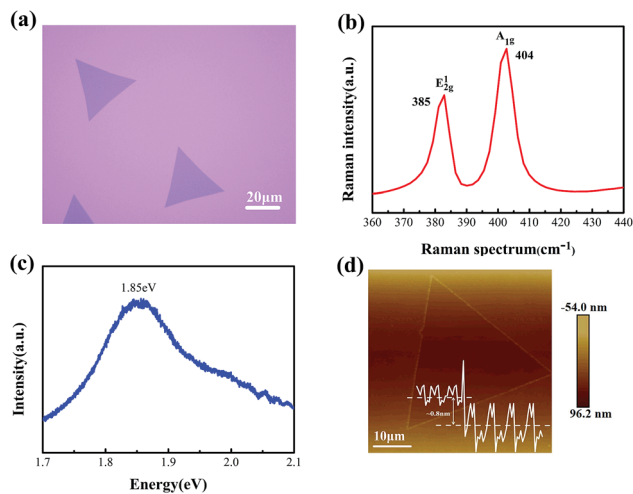 (a)
20μm
(b)
Raman intensity(a.u.)
A1g
404
E¹2g
385
360 370 380 390 400 410 420 430 440
Raman spectrum(cm⁻¹)
(c)
Intensity(a.u.)
1.85eV
1.7 1.8 1.9 2.0 2.1
Energy(eV)
(d)
~0.8nm
10μm
-54.0 nm
96.2 nm